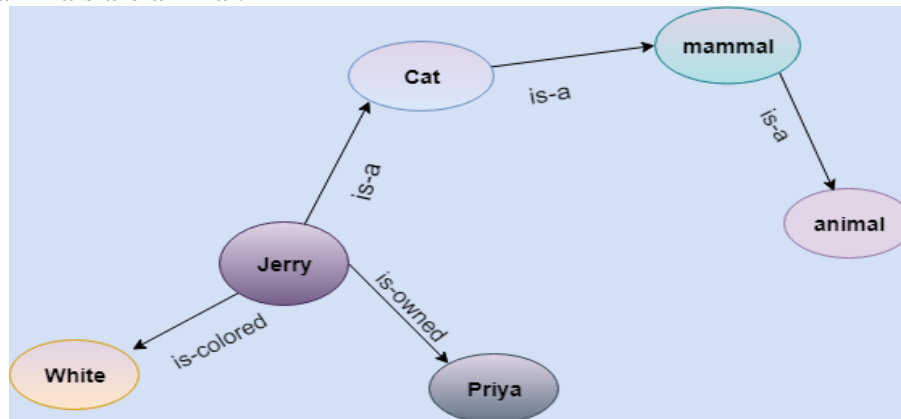 mammal
Cat
is-a
is-a
is-a
animal
Jerry
is-owned
is-colored
White
Priya